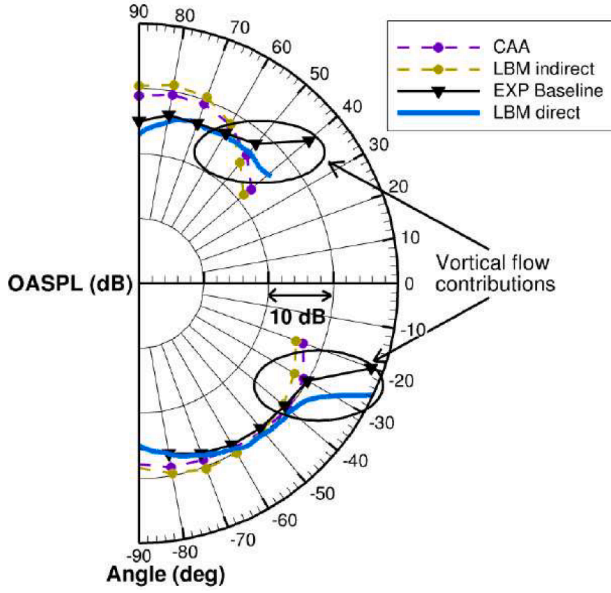 90
80
70
60
50
40
30
20
10
0
-10
-20
-30
-40
-50
-60
-70
-80
-90
CAA
LBM indirect
EXP Baseline
LBM direct
Vortical flow
contributions
OASPL (dB)
10 dB
Angle (deg)